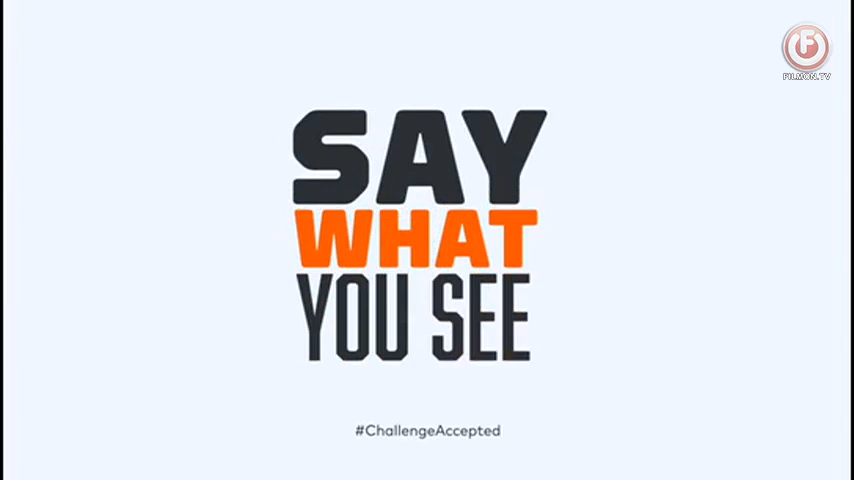 F
FILMON.TV
SAY
WHAT
YOU SEE
#ChallengeAccepted